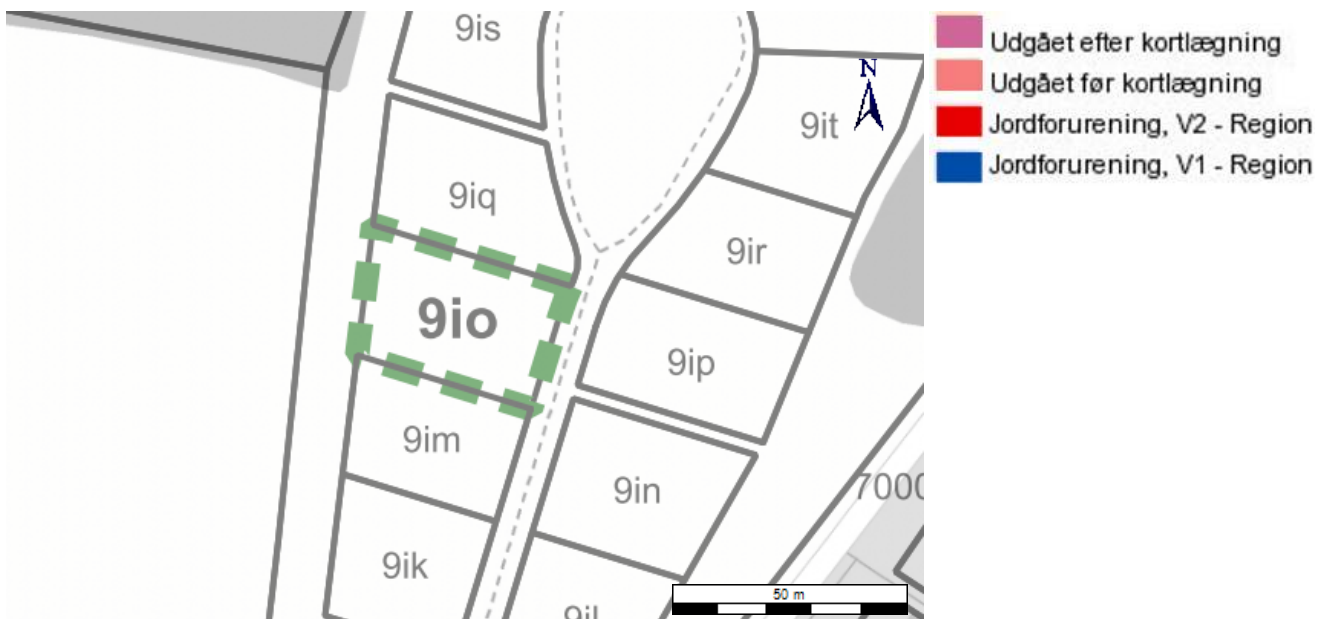 9is
9it
N
9iq
9ir
9io
9ip
9im
9in
7000
9ik
9il
50 m
Udgået efter kortlægning
Udgået før kortlægning
Jordforurening, V2 - Region
Jordforurening, V1 - Region